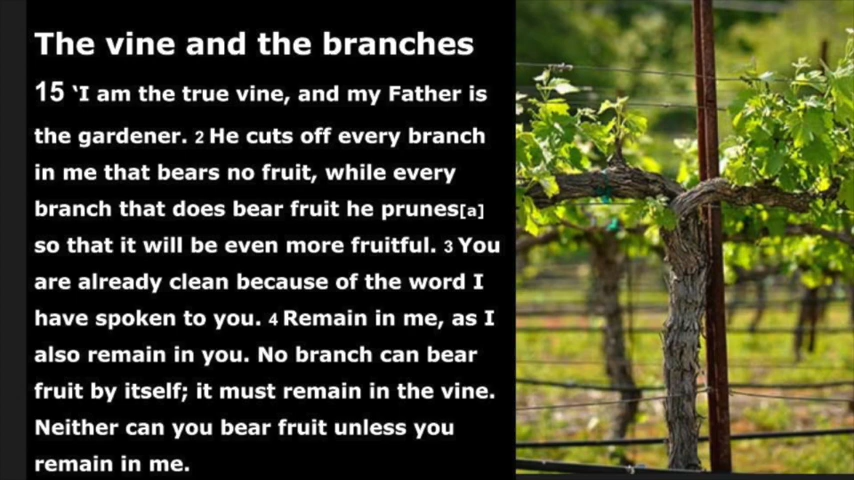 The vine and the branches
15 ‘I am the true vine, and my Father is
the gardener. 2 He cuts off every branch
in me that bears no fruit, while every
branch that does bear fruit he prunes[a]
so that it will be even more fruitful. 3 You
are already clean because of the word I
have spoken to you. 4 Remain in me, as I
also remain in you. No branch can bear
fruit by itself; it must remain in the vine.
Neither can you bear fruit unless you
remain in me.